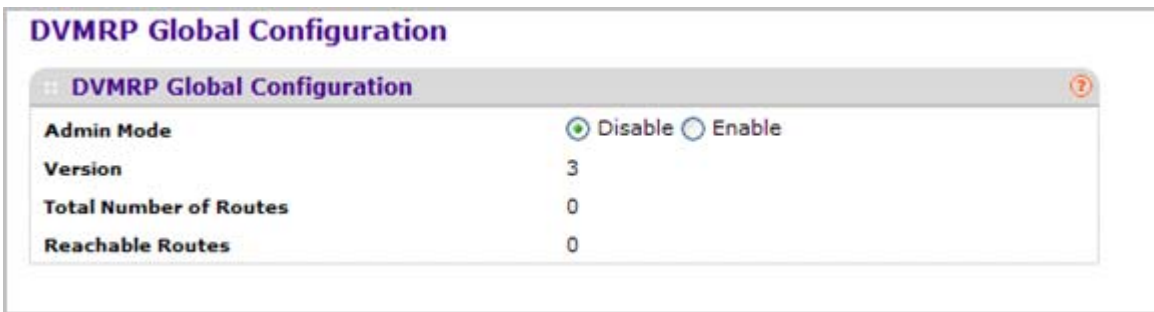 DVMRP Global Configuration
DVMRP Global Configuration ?
Admin Mode Disable Enable
Version 3
Total Number of Routes 0
Reachable Routes 0